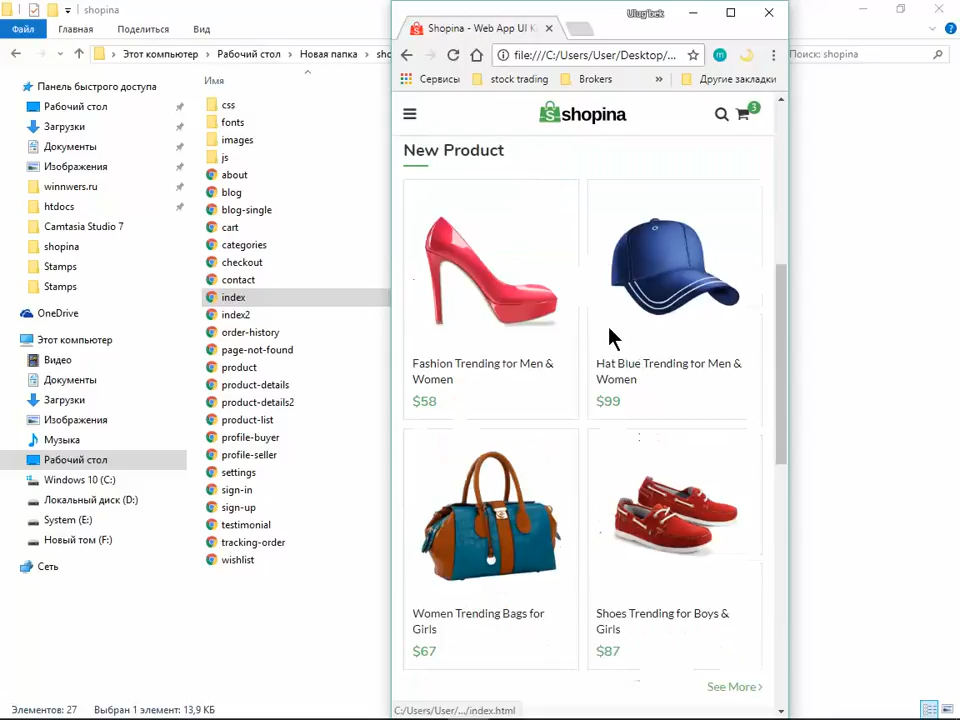 shopina
Файл
Главная
Поделиться
Вид
Этот компьютер
Рабочий стол
Новая папка
Поиск: shopina
Панель быстрого доступа
Рабочий стол
Загрузки
Документы
Изображения
winnwers.ru
htdocs
Camtasia Studio 7
shopina
Stamps
Stamps
OneDrive
Этот компьютер
Видео
Документы
Загрузки
Изображения
Музыка
Рабочий стол
Windows 10 (C:)
Локальный диск (D:)
System (E:)
Новый том (F:)
Сеть
Имя
css
fonts
images
js
about
blog
blog-single
cart
categories
checkout
contact
index
index2
order-history
page-not-found
product
product-details
product-details2
product-list
profile-buyer
profile-seller
settings
sign-in
sign-up
testimonial
tracking-order
wishlist
Элементов: 27
Выбран 1 элемент: 13,9 КБ
Ulug'bek
Shopina - Web App UI
file:///C:/Users/User/Desktop/...
m
Сервисы
stock trading
Brokers
»
Другие закладки
shopina
3
New Product
Fashion Trending for Men &
Women
$58
Hat Blue Trending for Men &
Women
$99
Women Trending Bags for
Girls
$67
Shoes Trending for Boys &
Girls
$87
See More
C:/Users/User/.../index.html